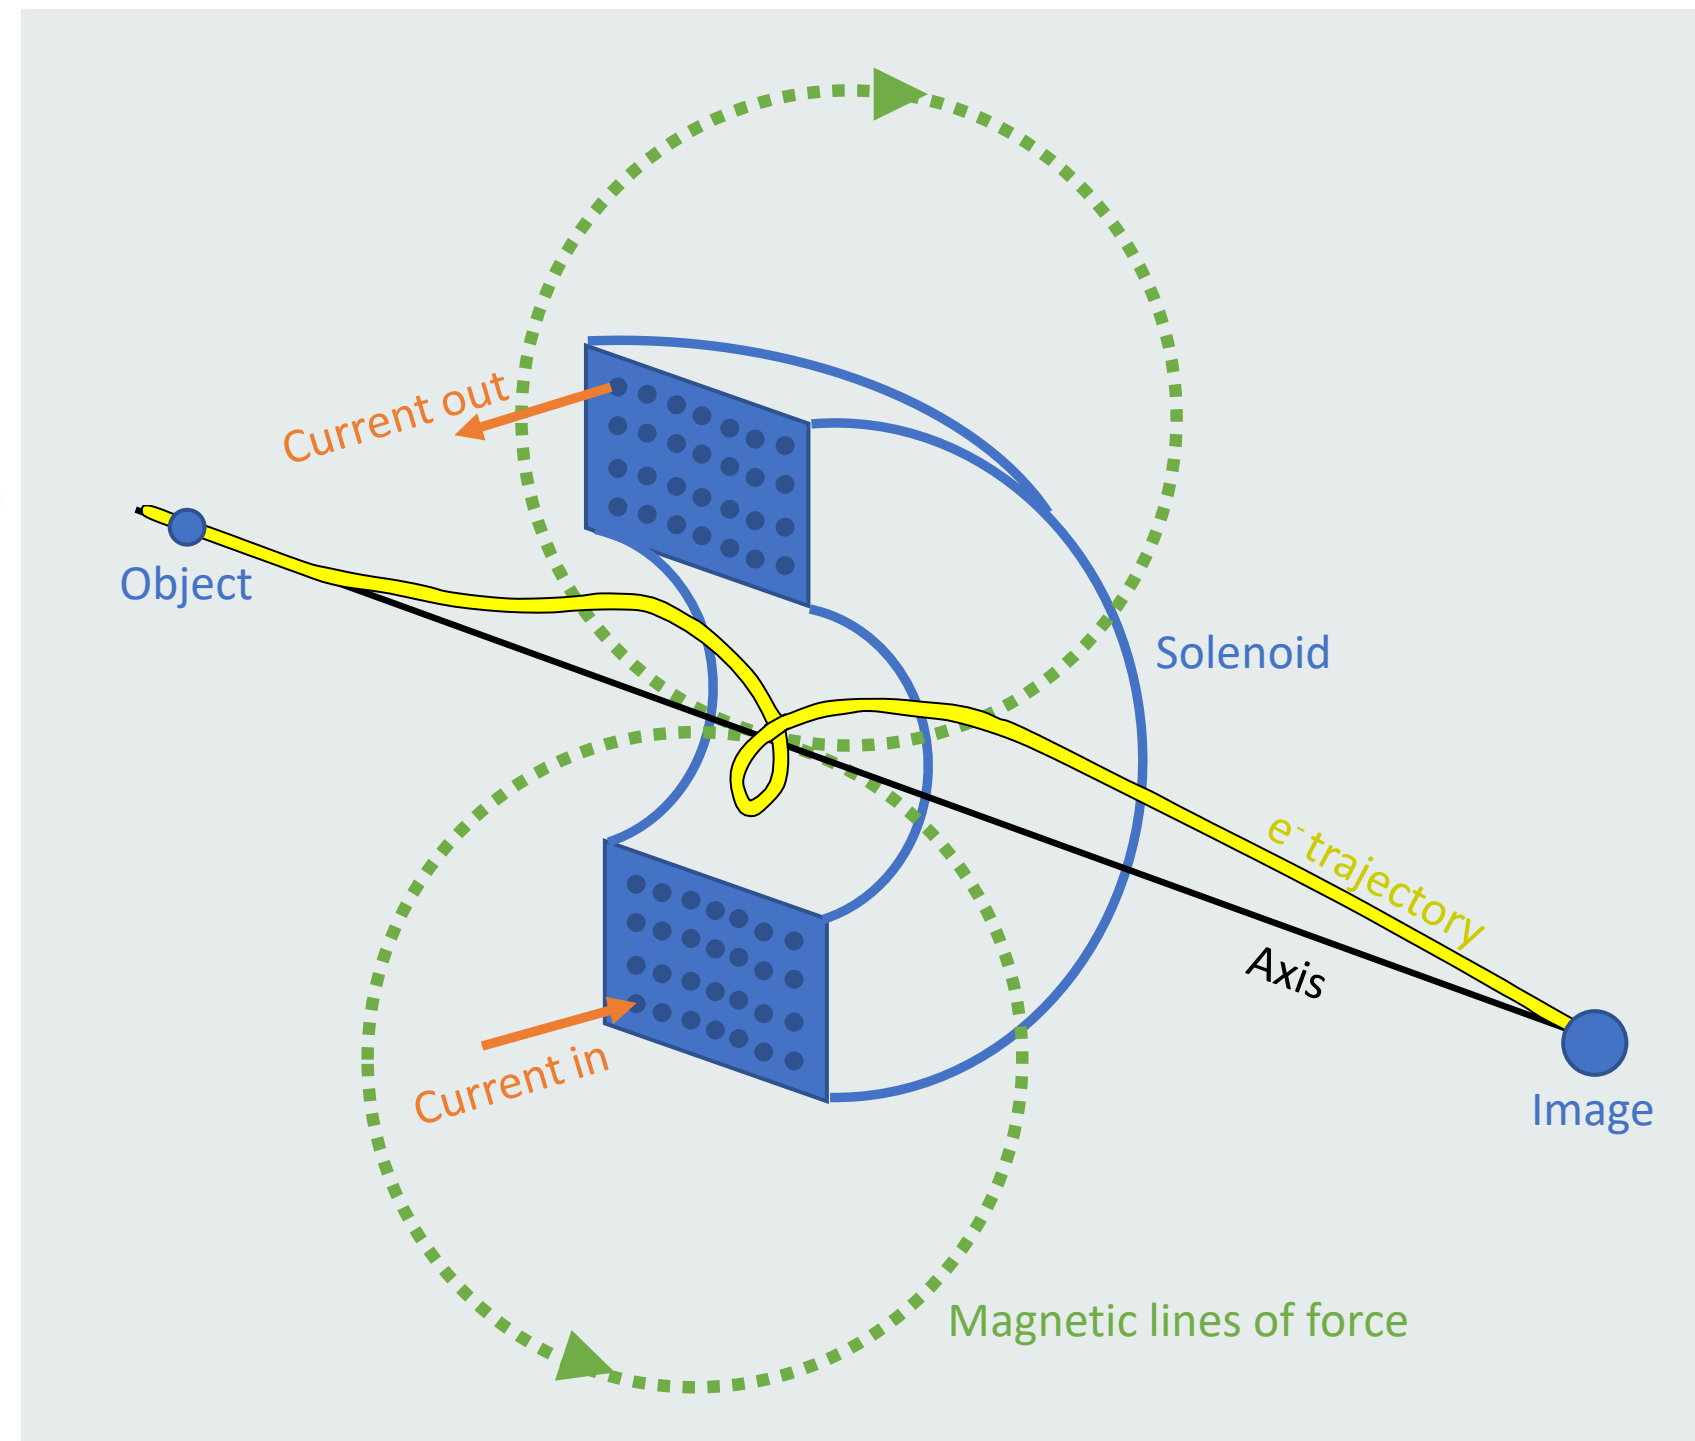 Current out
Object
Solenoid
e⁻ trajectory
Axis
Current in
Image
Magnetic lines of force